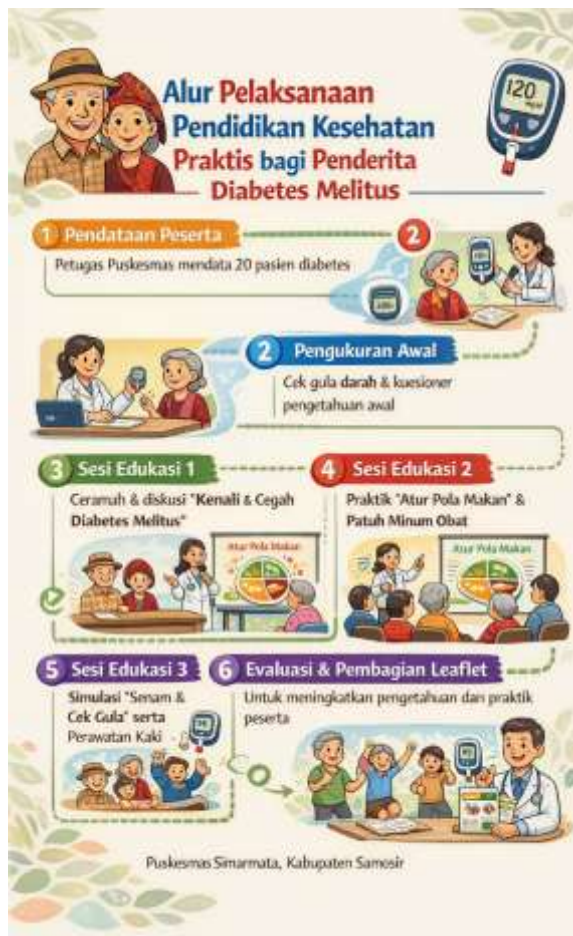 Alur Pelaksanaan
Pendidikan Kesehatan
Praktis bagi Penderita
Diabetes Melitus
120
1 Pendataan Peserta
2
Petugas Puskesmas mendata 20 pasien diabetes
2 Pengukuran Awal
Cek gula darah & kuesioner
pengetahuan awal
3 Sesi Edukasi 1
Ceramah & diskusi "Kenali & Cegah
Diabetes Melitus"
Atur Pola Makan
4 Sesi Edukasi 2
Praktik "Atur Pola Makan" &
Patuh Minum Obat
Atur Pola Makan
5 Sesi Edukasi 3
Simulasi "Senam &
Cek Gula" serta
Perawatan Kaki
6 Evaluasi & Pembagian Leaflet
Untuk meningkatkan pengetahuan dan praktik
peserta
Puskesmas Simarmata, Kabupaten Samosir